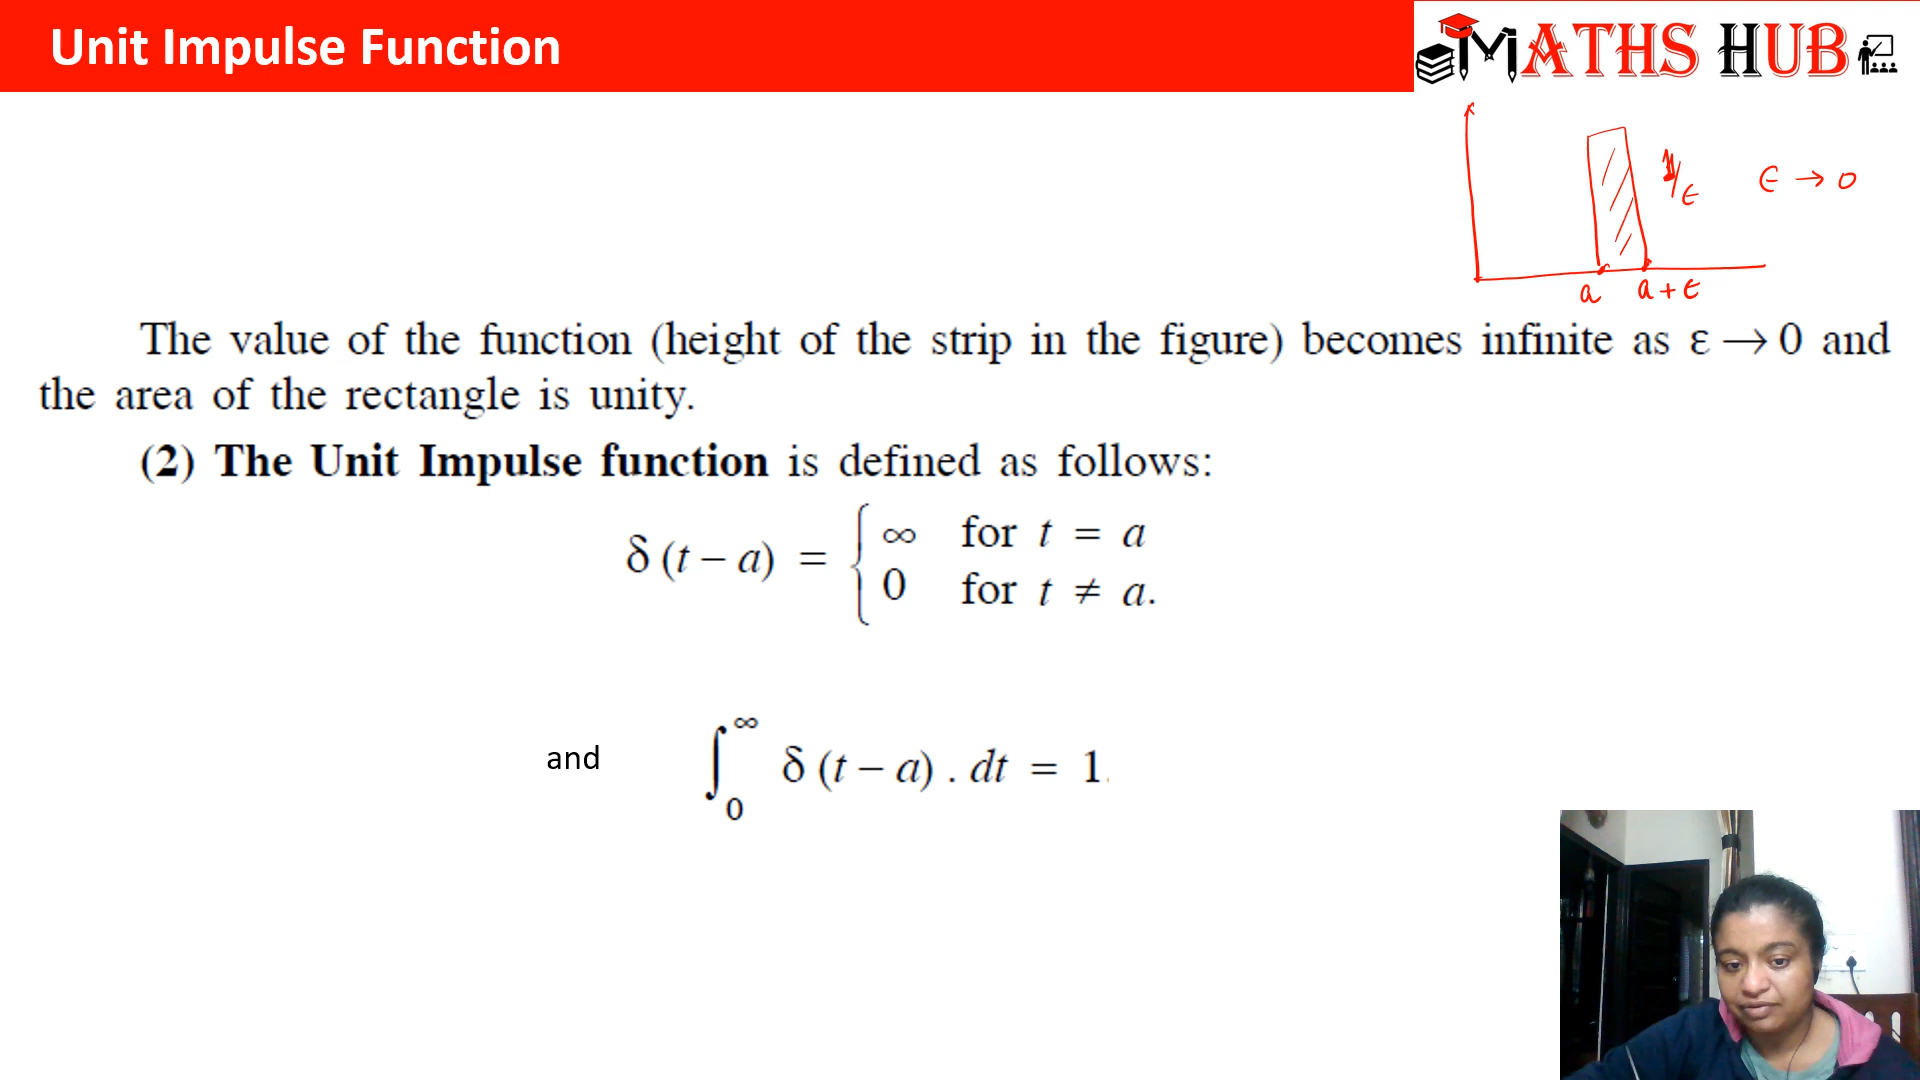 Unit Impulse Function
MATHS HUB
1/ε
ε → 0
a a+ε
The value of the function (height of the strip in the figure) becomes infinite as ε → 0 and
the area of the rectangle is unity.
(2) The Unit Impulse function is defined as follows:
δ (t – a) = { ∞ for t = a
0 for t ≠ a.
and ∫₀^∞ δ (t – a) . dt = 1.